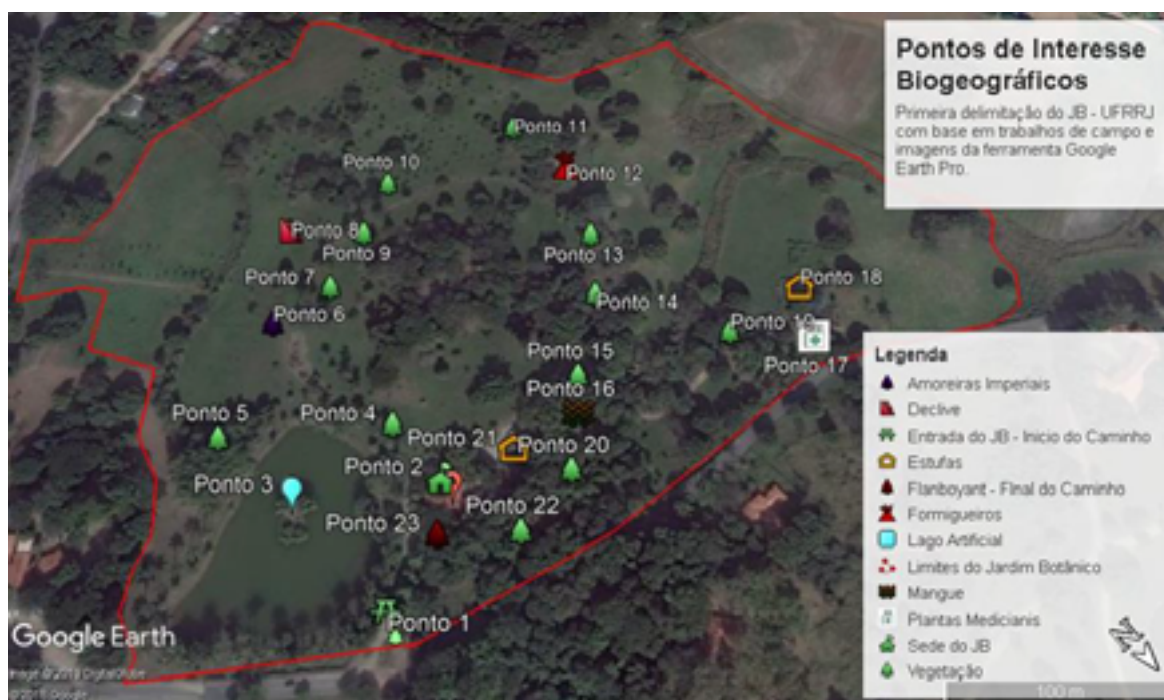 Pontos de Interesse
Biogeográficos
Primeira delimitação do JB - UFRRJ
com base em trabalhos de campo e
imagens da ferramenta Google
Earth Pro.
Ponto 11
Ponto 10
Ponto 12
Ponto 8
Ponto 9
Ponto 13
Ponto 7
Ponto 18
Ponto 14
Ponto 6
Ponto 19
Ponto 15
Ponto 17
Ponto 16
Ponto 5
Ponto 4
Ponto 21
Ponto 20
Ponto 2
Ponto 3
Ponto 22
Ponto 23
Ponto 1
Legenda
Amoreiras Imperiais
Declive
Entrada do JB - Inicio do Caminho
Estufas
Flanboyant - FInal do Caminho
Formigueiros
Lago Artificial
Limites do Jardim Botânico
Mangue
Plantas Medicianis
Sede do JB
Vegetação
Google Earth
©2018 Google
N
100 m